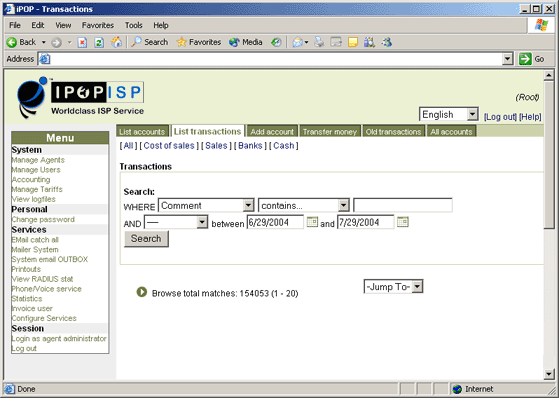 iPOP - Transactions
File Edit View Favorites Tools Help
Back Search Favorites Media
Address Go
IPOPISP
Worldclass ISP Service
(Root)
English [Log out] [Help]
Menu
System
Manage Agents
Manage Users
Accounting
Manage Tariffs
View logfiles
Personal
Change password
Services
EMail catch all
Mailer System
System email OUTBOX
Printouts
View RADIUS stat
Phone/Voice service
Statistics
Invoice user
Configure Services
Session
Login as agent administrator
Log out
List accounts List transactions Add account Transfer money Old transactions All accounts
[ All ] [ Cost of sales ] [ Sales ] [ Banks ] [ Cash ]
Transactions
Search:
WHERE Comment contains...
AND ---- between 6/29/2004 and 7/29/2004
Search
Browse total matches: 154053 (1 - 20) -Jump To-
Done Internet